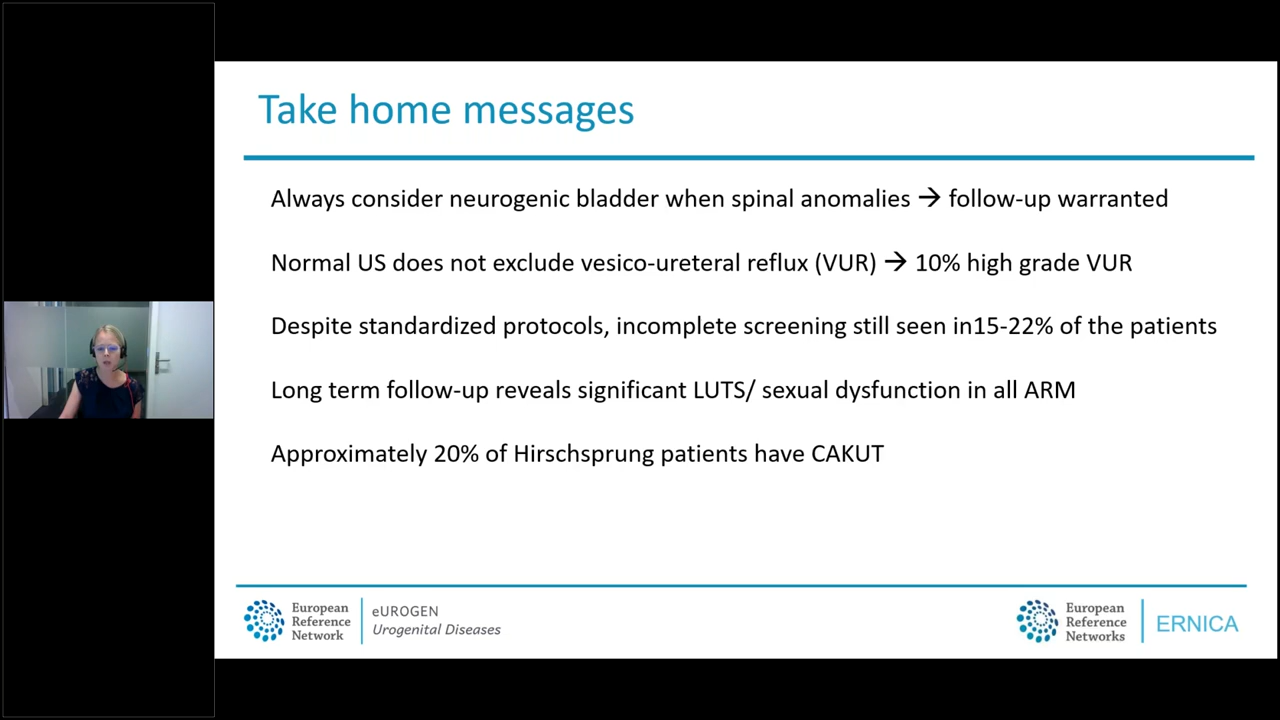 Take home messages
Always consider neurogenic bladder when spinal anomalies → follow-up warranted
Normal US does not exclude vesico-ureteral reflux (VUR) → 10% high grade VUR
Despite standardized protocols, incomplete screening still seen in15-22% of the patients
Long term follow-up reveals significant LUTS/ sexual dysfunction in all ARM
Approximately 20% of Hirschsprung patients have CAKUT
European
Reference
Network
eUROGEN
Urogenital Diseases
European
Reference
Networks
ERNICA